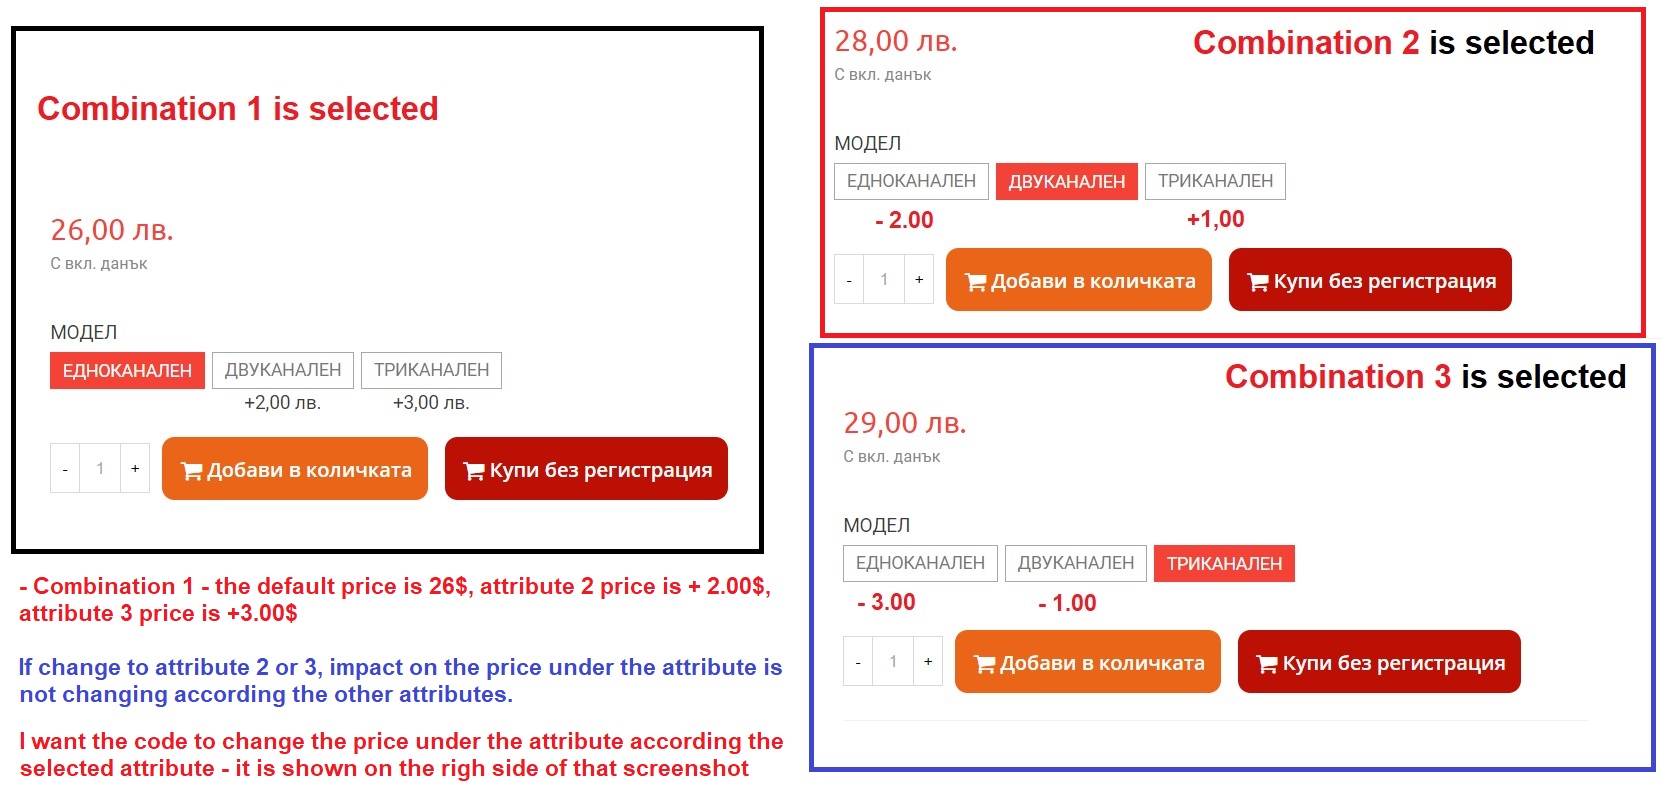 Combination 1 is selected
26,00 лв.
С вкл. данък
МОДЕЛ
ЕДНОКАНАЛЕН ДВУКАНАЛЕН ТРИКАНАЛЕН
+2,00 лв. +3,00 лв.
- 1 + Добави в количката Купи без регистрация
- Combination 1 - the default price is 26$, attribute 2 price is + 2.00$,
attribute 3 price is +3.00$
If change to attribute 2 or 3, impact on the price under the attribute is
not changing according the other attributes.
I want the code to change the price under the attribute according the
selected attribute - it is shown on the righ side of that screenshot
28,00 лв. Combination 2 is selected
С вкл. данък
МОДЕЛ
ЕДНОКАНАЛЕН ДВУКАНАЛЕН ТРИКАНАЛЕН
- 2.00 +1,00
- 1 + Добави в количката Купи без регистрация
Combination 3 is selected
29,00 лв.
С вкл. данък
МОДЕЛ
ЕДНОКАНАЛЕН ДВУКАНАЛЕН ТРИКАНАЛЕН
- 3.00 - 1.00
- 1 + Добави в количката Купи без регистрация